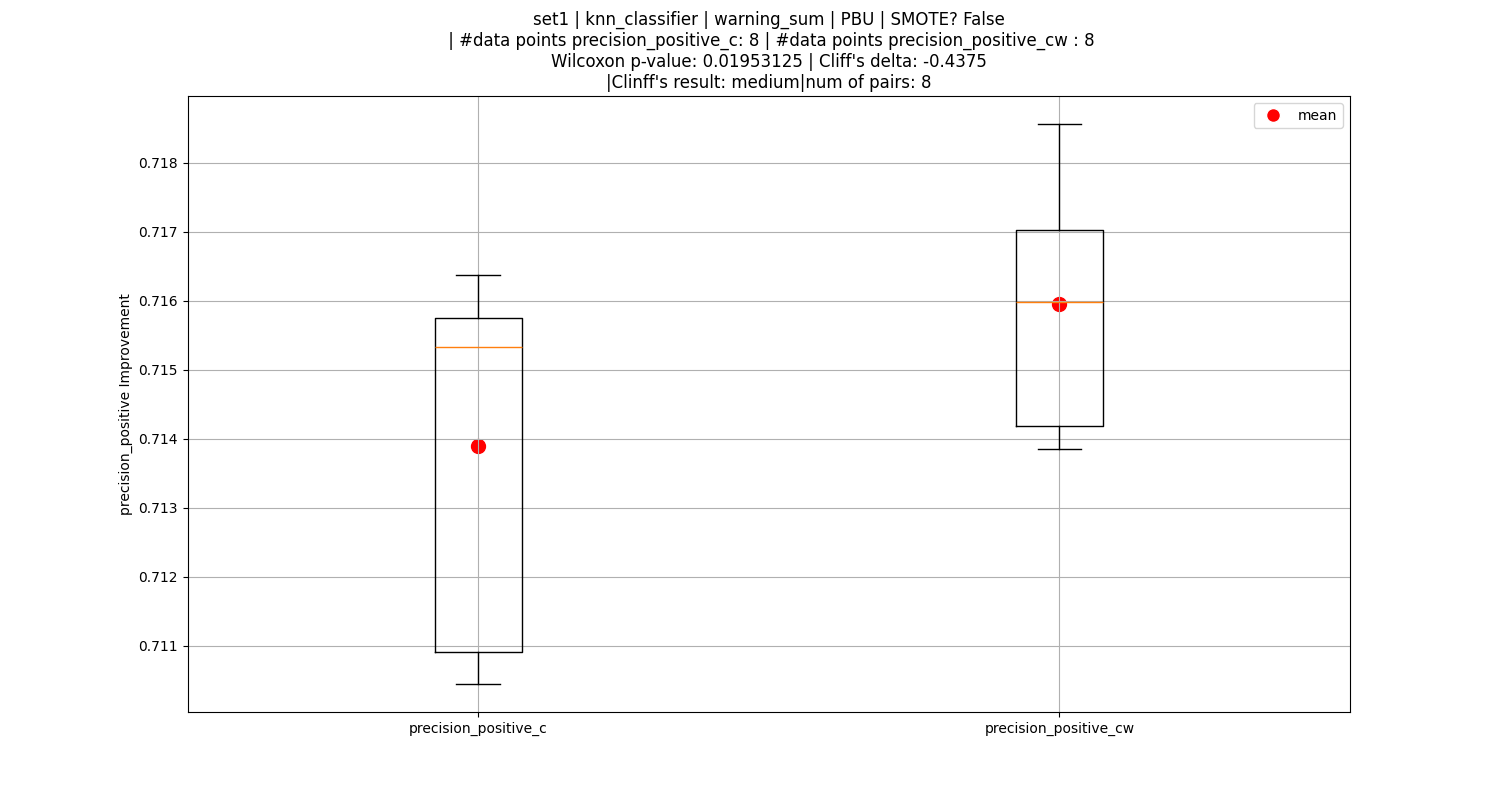 set1 | knn_classifier | warning_sum | PBU | SMOTE? False
| #data points precision_positive_c: 8 | #data points precision_positive_cw : 8
Wilcoxon p-value: 0.01953125 | Cliff's delta: -0.4375
|Clinff's result: medium|num of pairs: 8
mean
0.718
0.717
0.716
0.715
0.714
0.713
0.712
0.711
precision_positive Improvement
precision_positive_c
precision_positive_cw